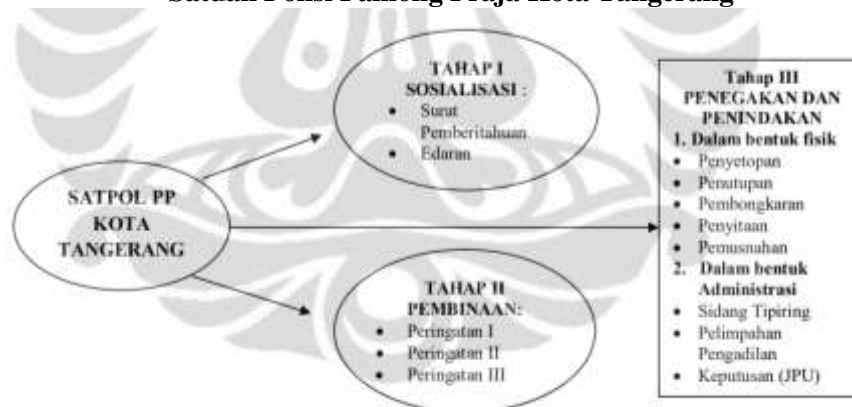 Satuan Polisi Pamong Praja Kota Tangerang
SATPOL PP
KOTA
TANGERANG
TAHAP I
SOSIALISASI :
• Surat
Pemberitahuan
• Edaran
TAHAP II
PEMBINAAN:
• Peringatan I
• Peringatan II
• Peringatan III
Tahap III
PENEGAKAN DAN
PENINDAKAN
1. Dalam bentuk fisik
• Penyetopan
• Penutupan
• Pembongkaran
• Penyitaan
• Pemusnahan
2. Dalam bentuk
Administrasi
• Sidang Tipiring
• Pelimpahan
Pengadilan
• Keputusan (JPU)